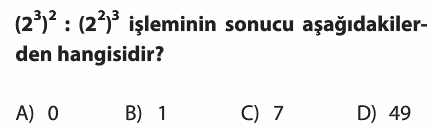 (2³)² : (2²)³ işleminin sonucu aşağıdakiler-
den hangisidir?
A) 0 B) 1 C) 7 D) 49